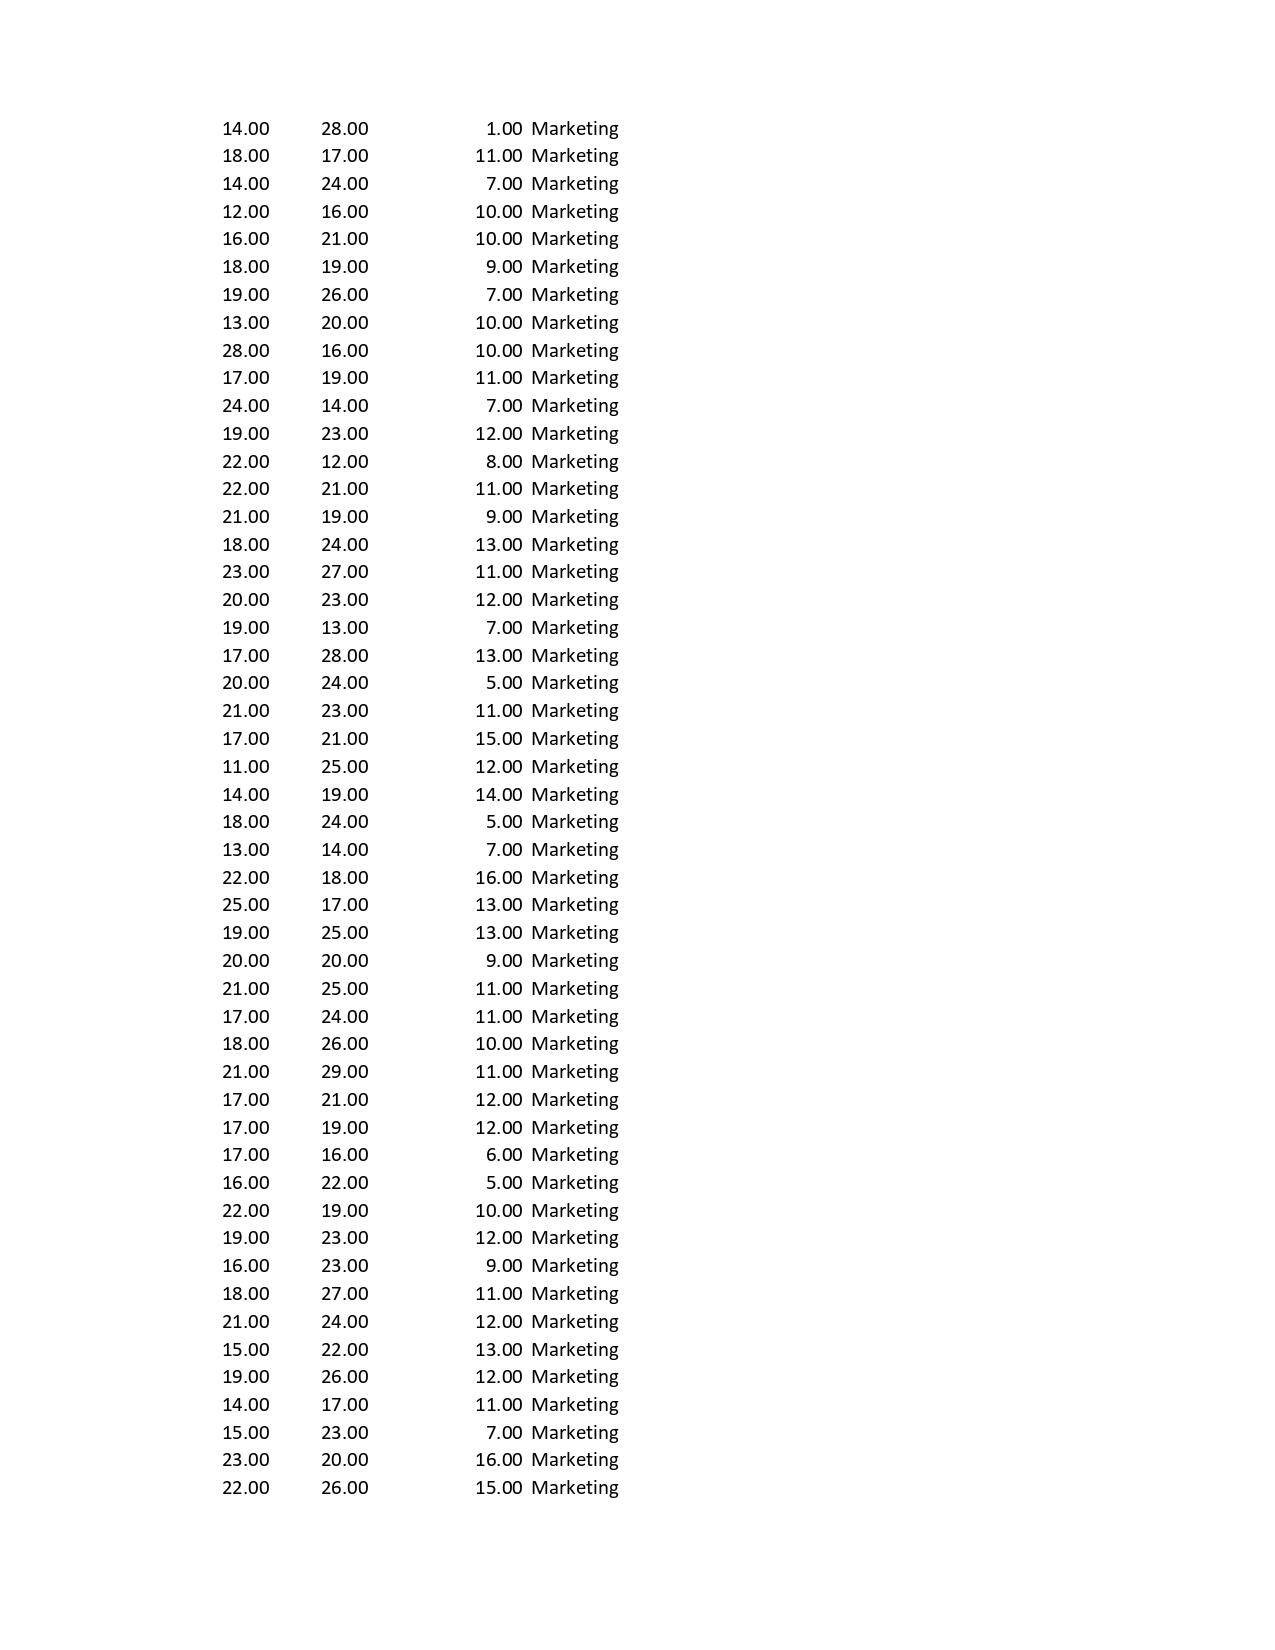 14.00 28.00 1.00 Marketing
18.00 17.00 11.00 Marketing
14.00 24.00 7.00 Marketing
12.00 16.00 10.00 Marketing
16.00 21.00 10.00 Marketing
18.00 19.00 9.00 Marketing
19.00 26.00 7.00 Marketing
13.00 20.00 10.00 Marketing
28.00 16.00 10.00 Marketing
17.00 19.00 11.00 Marketing
24.00 14.00 7.00 Marketing
19.00 23.00 12.00 Marketing
22.00 12.00 8.00 Marketing
22.00 21.00 11.00 Marketing
21.00 19.00 9.00 Marketing
18.00 24.00 13.00 Marketing
23.00 27.00 11.00 Marketing
20.00 23.00 12.00 Marketing
19.00 13.00 7.00 Marketing
17.00 28.00 13.00 Marketing
20.00 24.00 5.00 Marketing
21.00 23.00 11.00 Marketing
17.00 21.00 15.00 Marketing
11.00 25.00 12.00 Marketing
14.00 19.00 14.00 Marketing
18.00 24.00 5.00 Marketing
13.00 14.00 7.00 Marketing
22.00 18.00 16.00 Marketing
25.00 17.00 13.00 Marketing
19.00 25.00 13.00 Marketing
20.00 20.00 9.00 Marketing
21.00 25.00 11.00 Marketing
17.00 24.00 11.00 Marketing
18.00 26.00 10.00 Marketing
21.00 29.00 11.00 Marketing
17.00 21.00 12.00 Marketing
17.00 19.00 12.00 Marketing
17.00 16.00 6.00 Marketing
16.00 22.00 5.00 Marketing
22.00 19.00 10.00 Marketing
19.00 23.00 12.00 Marketing
16.00 23.00 9.00 Marketing
18.00 27.00 11.00 Marketing
21.00 24.00 12.00 Marketing
15.00 22.00 13.00 Marketing
19.00 26.00 12.00 Marketing
14.00 17.00 11.00 Marketing
15.00 23.00 7.00 Marketing
23.00 20.00 16.00 Marketing
22.00 26.00 15.00 Marketing